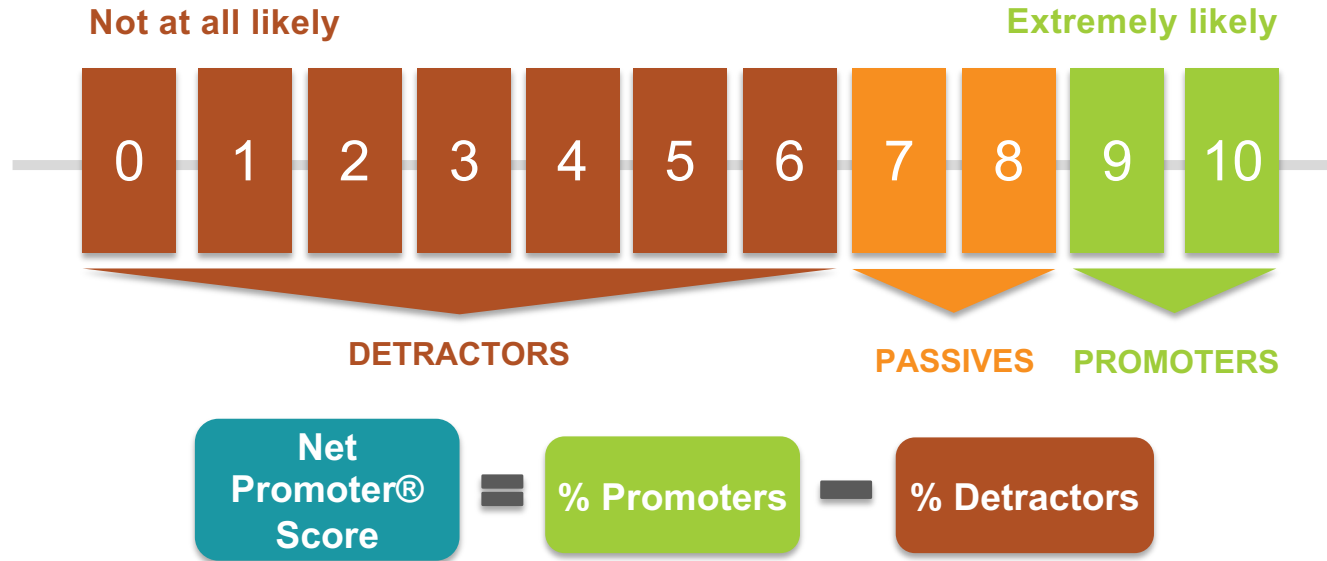 Not at all likely
Extremely likely
0 1 2 3 4 5 6 7 8 9 10
DETRACTORS
PASSIVES
PROMOTERS
Net
Promoter®
Score
% Promoters
% Detractors